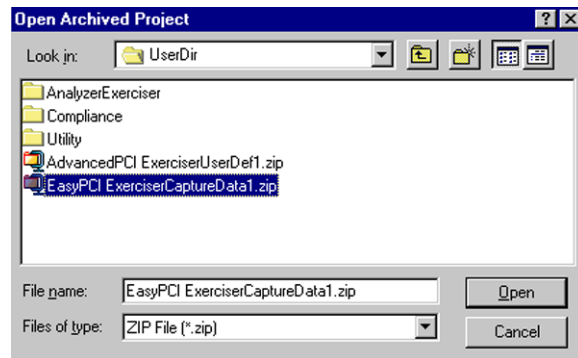 Open Archived Project
Look in: UserDir
AnalyzerExerciser
Compliance
Utility
AdvancedPCI ExerciserUserDef1.zip
EasyPCI ExerciserCaptureData1.zip
File name: EasyPCI ExerciserCaptureData1.zip Open
Files of type: ZIP File (*.zip) Cancel